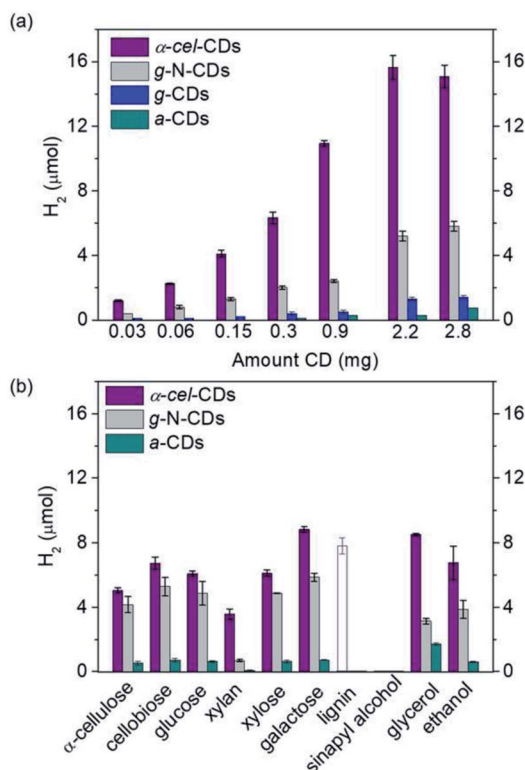 (a)
α-cel-CDs
g-N-CDs
g-CDs
a-CDs
16
12
8
4
0
16
12
8
4
0
H₂ (μmol)
0.03 0.06 0.15 0.3 0.9 2.2 2.8
Amount CD (mg)
(b)
α-cel-CDs
g-N-CDs
a-CDs
16
12
8
4
0
16
12
8
4
0
H₂ (μmol)
α-cellulose
cellobiose
glucose
xylan
xylose
galactose
lignin
sinapyl alcohol
glycerol
ethanol